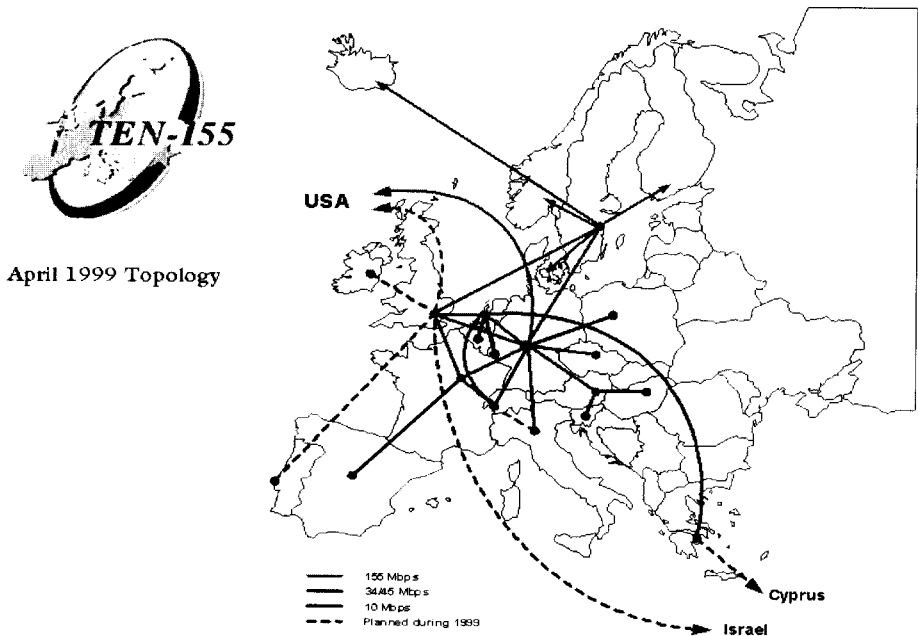 TEN-155
April 1999 Topology
USA
155 Mbps
34/45 Mbps
10 Mbps
Planned during 1999
Cyprus
Israel